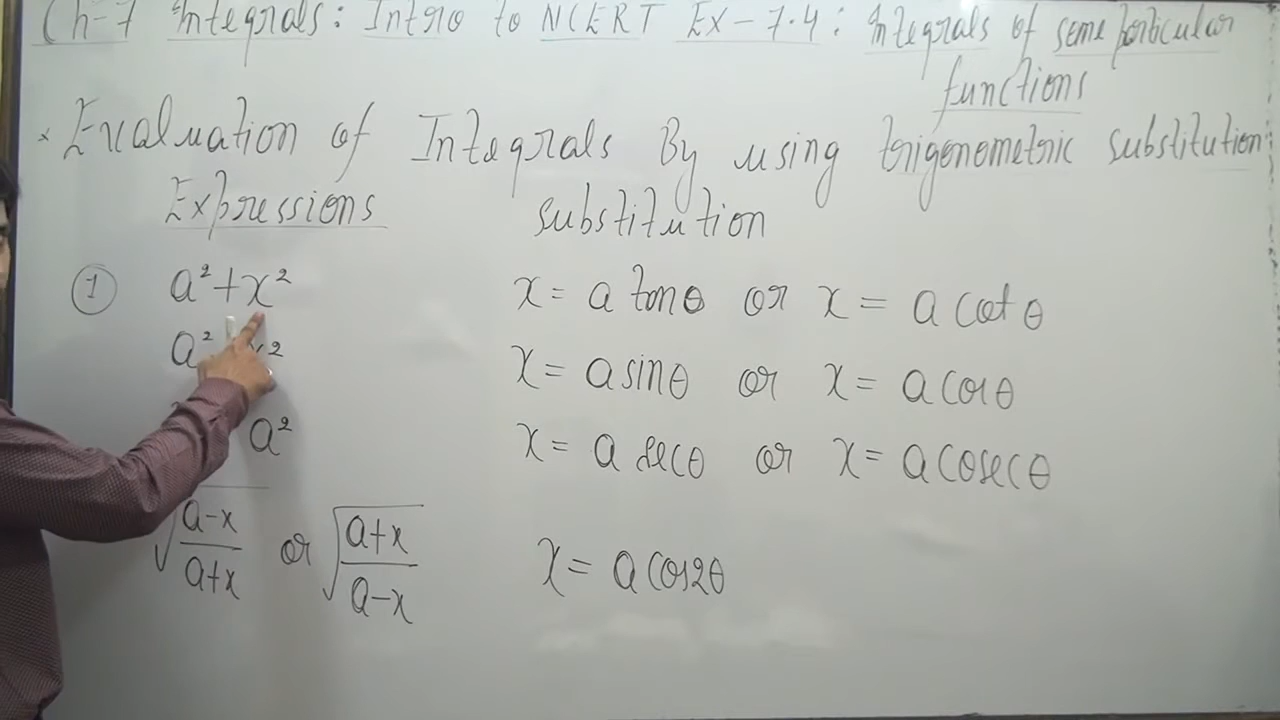 Ch-7 Integrals: Intro to NCERT Ex-7.4: Integrals of some particular
functions
* Evaluation of Integrals By using trigonometric substitution:
Expressions substitution
① a²+x² x = a tanθ or x = a cotθ
a² x² x = a sinθ or x = a cosθ
a² x = a secθ or x = a cosecθ
√(a-x)/(a+x) or √(a+x)/(a-x) x = a cos2θ